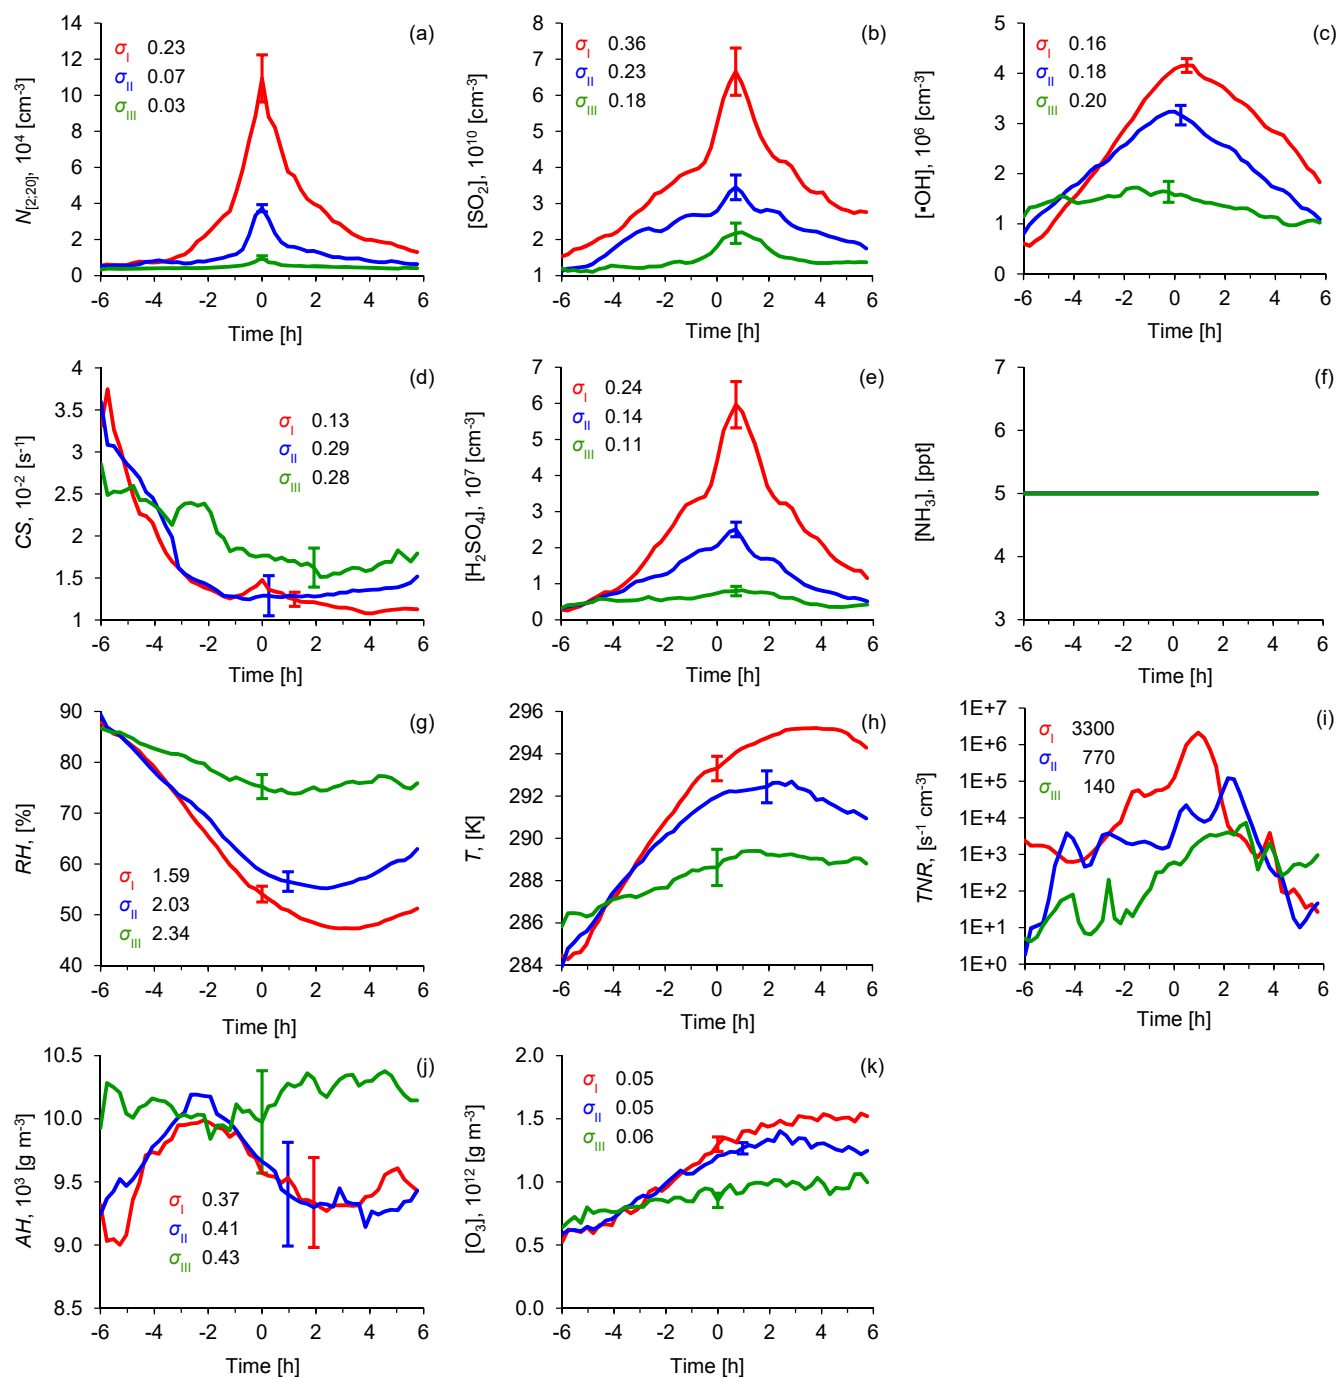 (a)
σI 0.23
σII 0.07
σIII 0.03
N[2;20], 10^4 [cm-3]
14
12
10
8
6
4
2
0
-6 -4 -2 0 2 4 6
Time [h]
(b)
σI 0.36
σII 0.23
σIII 0.18
[SO2], 10^10 [cm-3]
8
7
6
5
4
3
2
1
-6 -4 -2 0 2 4 6
Time [h]
(c)
σI 0.16
σII 0.18
σIII 0.20
[▪OH], 10^6 [cm-3]
5
4
3
2
1
0
-6 -4 -2 0 2 4 6
Time [h]
(d)
σI 0.13
σII 0.29
σIII 0.28
CS, 10-2 [s-1]
4
3.5
3
2.5
2
1.5
1
-6 -4 -2 0 2 4 6
Time [h]
(e)
σI 0.24
σII 0.14
σIII 0.11
[H2SO4], 10^7 [cm-3]
7
6
5
4
3
2
1
0
-6 -4 -2 0 2 4 6
Time [h]
(f)
[NH3], [ppt]
7
6
5
4
3
-6 -4 -2 0 2 4 6
Time [h]
(g)
σI 1.59
σII 2.03
σIII 2.34
RH, [%]
90
80
70
60
50
40
-6 -4 -2 0 2 4 6
Time [h]
(h)
T, [K]
296
294
292
290
288
286
284
-6 -4 -2 0 2 4 6
Time [h]
(i)
σI 3300
σII 770
σIII 140
TNR, [s-1 cm-3]
1E+7
1E+6
1E+5
1E+4
1E+3
1E+2
1E+1
1E+0
-6 -4 -2 0 2 4 6
Time [h]
(j)
σI 0.37
σII 0.41
σIII 0.43
AH, 10^3 [g m-3]
10.5
10.0
9.5
9.0
8.5
-6 -4 -2 0 2 4 6
Time [h]
(k)
σI 0.05
σII 0.05
σIII 0.06
[O3], 10^12 [g m-3]
2.0
1.5
1.0
0.5
0.0
-6 -4 -2 0 2 4 6
Time [h]